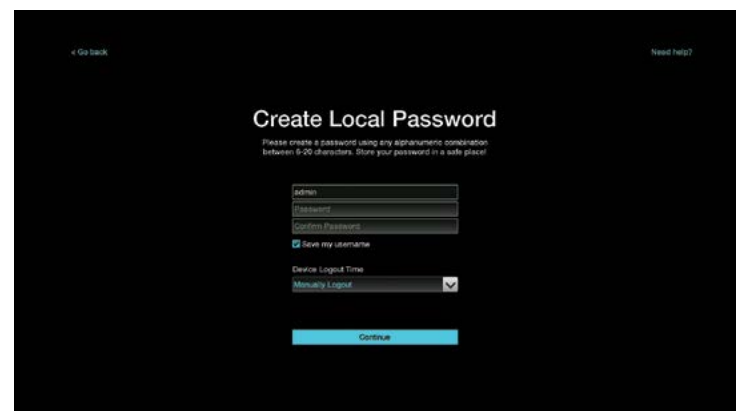 < Go back
Need help?
Create Local Password
Please create a password using any alphanumeric combination
between 6-20 characters. Store your password in a safe place!
admin
Password
Confirm Password
Save my username
Device Logout Time
Manually Logout
Continue